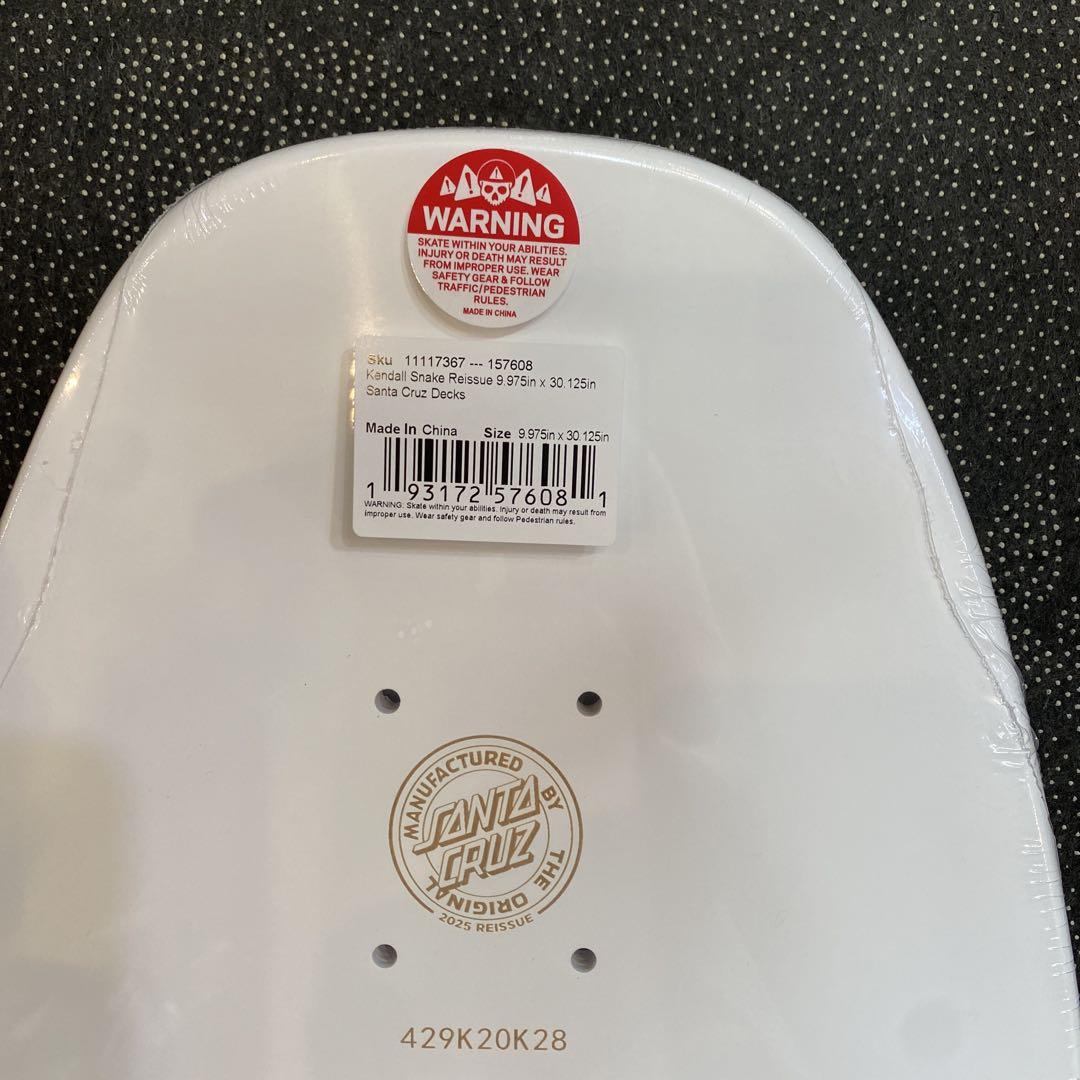 WARNING
SKATE WITHIN YOUR ABILITIES.
INJURY OR DEATH MAY RESULT
FROM IMPROPER USE. WEAR
SAFETY GEAR & FOLLOW
TRAFFIC/PEDESTRIAN
RULES.
MADE IN CHINA
Sku 11117367 --- 157608
Kendall Snake Reissue 9.975in x 30.125in
Santa Cruz Decks
Made In China Size 9.975in x 30.125in
1 93172 57608 1
WARNING: Skate within your abilities. Injury or death may result from
improper use. Wear safety gear and follow Pedestrian rules.
MANUFACTURED BY THE ORIGINAL
SANTA
CRUZ
2025 REISSUE
429K20K28